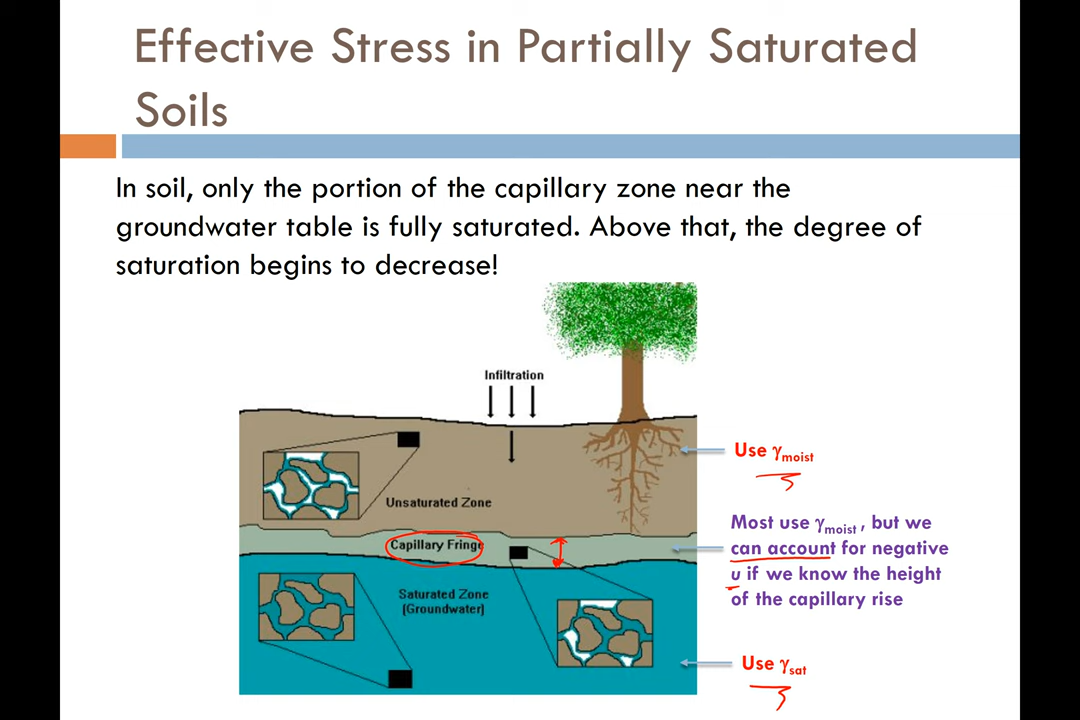 Effective Stress in Partially Saturated
Soils
In soil, only the portion of the capillary zone near the
groundwater table is fully saturated. Above that, the degree of
saturation begins to decrease!
Infiltration
Use γmoist
Unsaturated Zone
Most use γmoist , but we
can account for negative
u if we know the height
of the capillary rise
Capillary Fringe
Saturated Zone
(Groundwater)
Use γsat